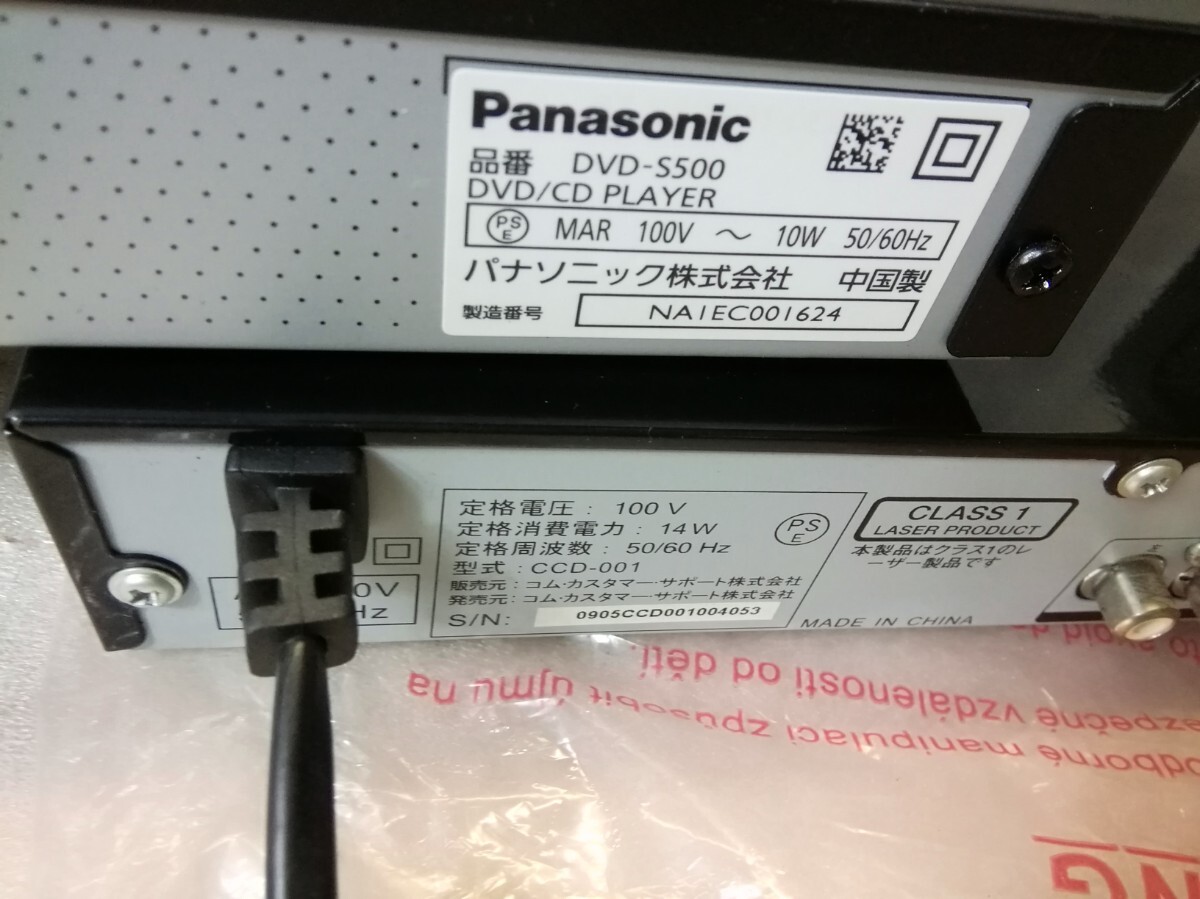 Panasonic
品番 DVD-S500
DVD/CD PLAYER
PSE MAR 100V ～ 10W 50/60Hz
パナソニック株式会社 中国製
製造番号 NA1EC001624
定格電圧: 100 V
定格消費電力: 14W
定格周波数: 50/60 Hz
型式: CCD-001
販売元: コム・カスタマー・サポート株式会社
発売元: コム・カスタマー・サポート株式会社
S/N: 0905CCD001004053
PSE
CLASS 1
LASER PRODUCT
本製品はクラス1のレ
ーザー製品です
MADE IN CHINA
Hz
odborné manipulaci způsobit újmu na
bezpečné vzdálenosti od dětí.
to avoid
NG